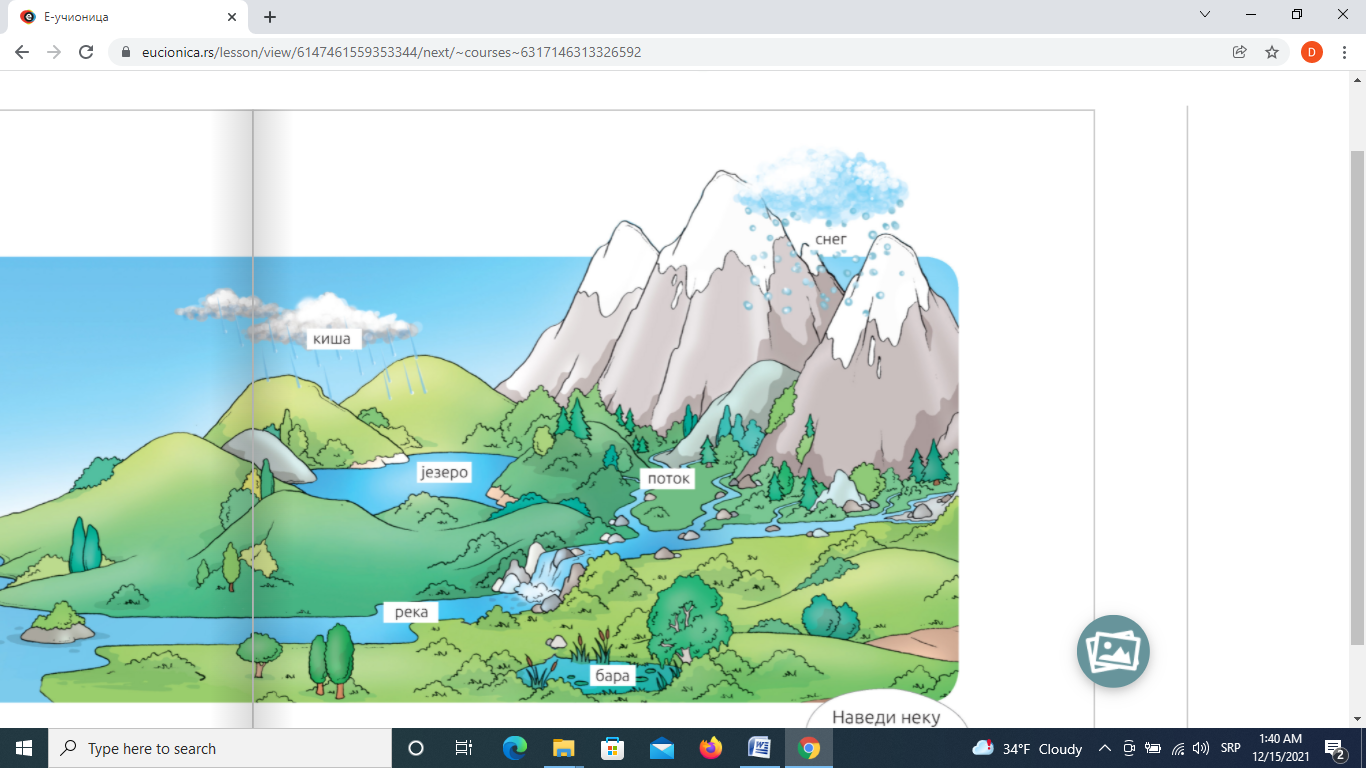 Е-учионица
eucionica.rs/lesson/view/6147461559353344/next/~courses~6317146313326592
D
снег
киша
језеро
поток
река
бара
Наведи неку
Type here to search
34°F Cloudy
SRP
1:40 AM
12/15/2021
2